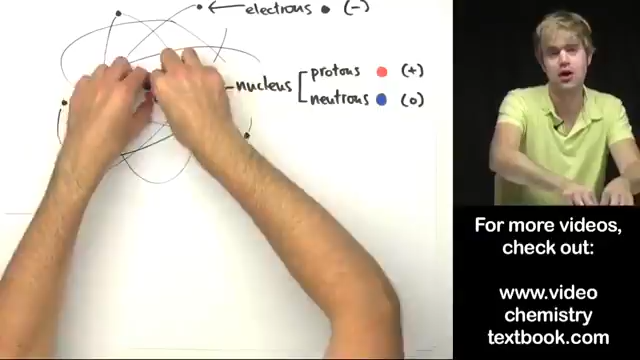 electrons (-)
nucleus
protons (+)
neutrons (0)
For more videos,
check out:
www.video
chemistry
textbook.com